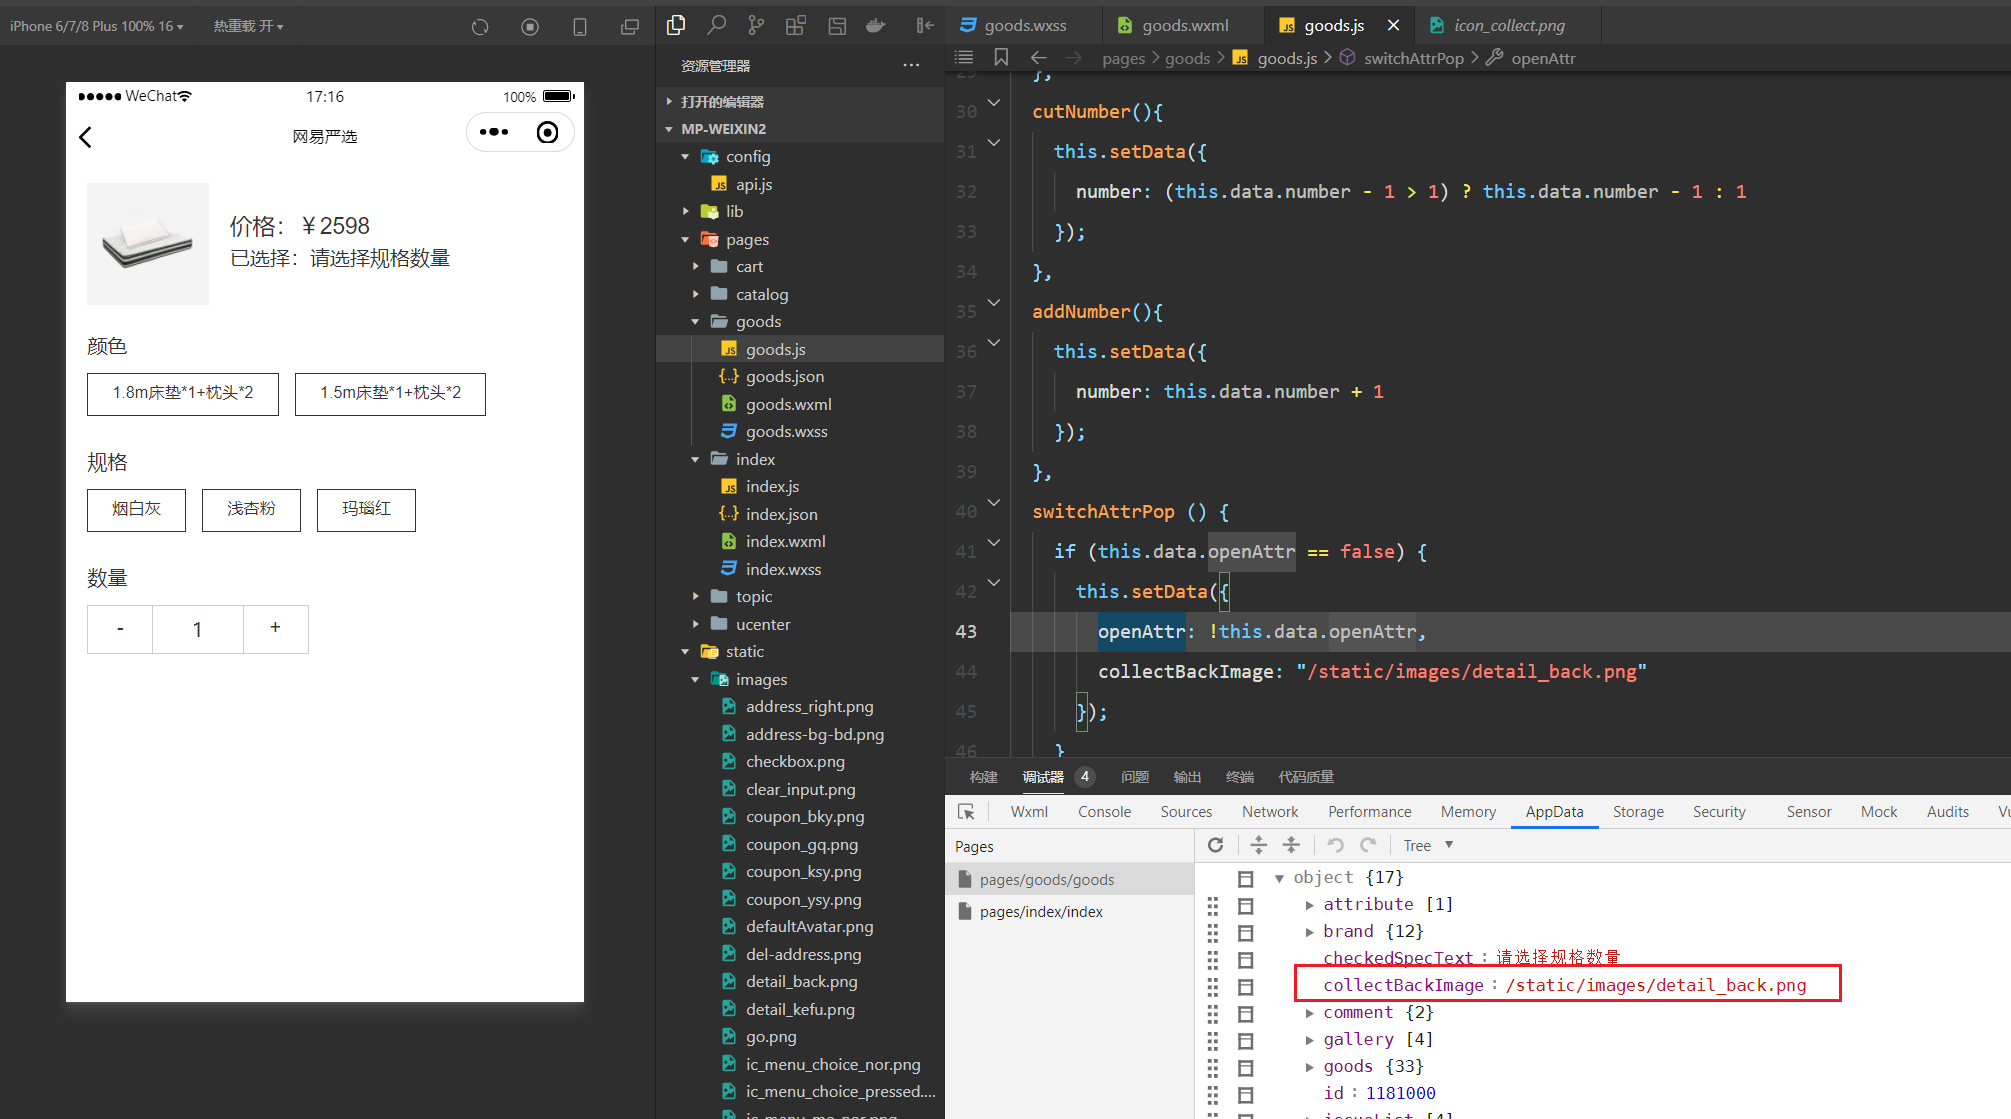 iPhone 6/7/8 Plus 100% 16
热重载 开
WeChat
17:16
100%
网易严选
价格：￥2598
已选择：请选择规格数量
颜色
1.8m床垫*1+枕头*2
1.5m床垫*1+枕头*2
规格
烟白灰
浅杏粉
玛瑙红
数量
-
1
+
资源管理器
打开的编辑器
MP-WEIXIN2
config
api.js
lib
pages
cart
catalog
goods
goods.js
goods.json
goods.wxml
goods.wxss
index
index.js
index.json
index.wxml
index.wxss
topic
ucenter
static
images
address_right.png
address-bg-bd.png
checkbox.png
clear_input.png
coupon_bky.png
coupon_gq.png
coupon_ksy.png
coupon_ysy.png
defaultAvatar.png
del-address.png
detail_back.png
detail_kefu.png
go.png
ic_menu_choice_nor.png
ic_menu_choice_pressed....
ic_menu_me_nor.png
goods.wxss
goods.wxml
goods.js
icon_collect.png
pages > goods > goods.js > switchAttrPop > openAttr
29 },
30 cutNumber(){
31 this.setData({
32 number: (this.data.number - 1 > 1) ? this.data.number - 1 : 1
33 });
34 },
35 addNumber(){
36 this.setData({
37 number: this.data.number + 1
38 });
39 },
40 switchAttrPop () {
41 if (this.data.openAttr == false) {
42 this.setData({
43 openAttr: !this.data.openAttr,
44 collectBackImage: "/static/images/detail_back.png"
45 });
46 }
构建
调试器 4
问题
输出
终端
代码质量
Wxml
Console
Sources
Network
Performance
Memory
AppData
Storage
Security
Sensor
Mock
Audits
Pages
Tree
pages/goods/goods
pages/index/index
object {17}
attribute [1]
brand {12}
checkedSpecText : 请选择规格数量
collectBackImage : /static/images/detail_back.png
comment {2}
gallery [4]
goods {33}
id : 1181000
issueList [4]